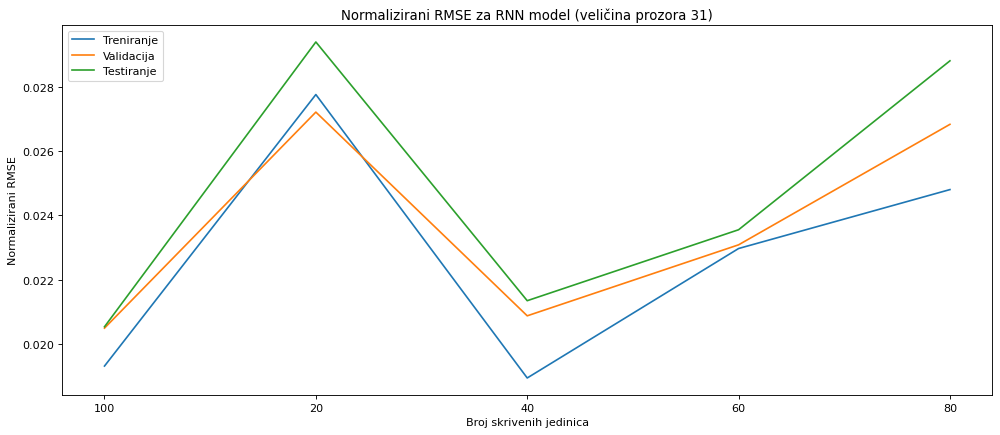 Normalizirani RMSE za RNN model (veličina prozora 31)
Treniranje
Validacija
Testiranje
Normalizirani RMSE
0.028
0.026
0.024
0.022
0.020
100
20
40
60
80
Broj skrivenih jedinica